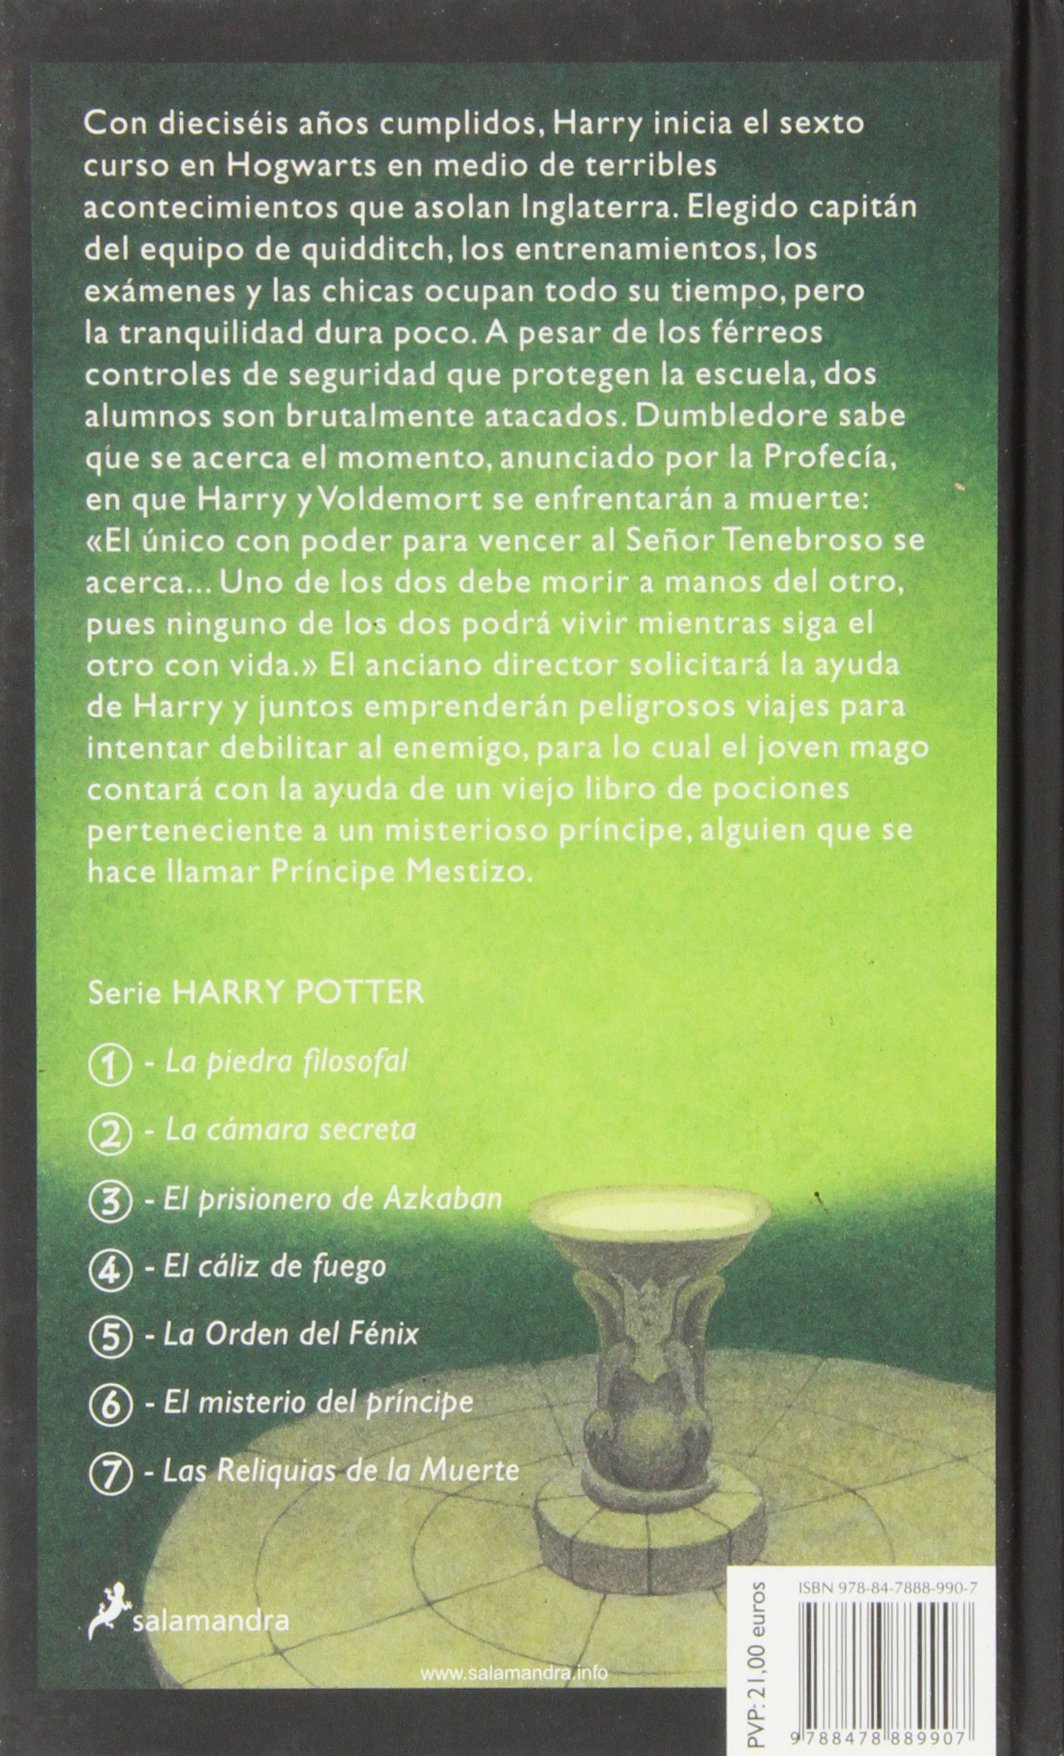 Con dieciséis años cumplidos, Harry inicia el sexto
curso en Hogwarts en medio de terribles
acontecimientos que asolan Inglaterra. Elegido capitán
del equipo de quidditch, los entrenamientos, los
exámenes y las chicas ocupan todo su tiempo, pero
la tranquilidad dura poco. A pesar de los férreos
controles de seguridad que protegen la escuela, dos
alumnos son brutalmente atacados. Dumbledore sabe
que se acerca el momento, anunciado por la Profecía,
en que Harry y Voldemort se enfrentarán a muerte:
«El único con poder para vencer al Señor Tenebroso se
acerca... Uno de los dos debe morir a manos del otro,
pues ninguno de los dos podrá vivir mientras siga el
otro con vida.» El anciano director solicitará la ayuda
de Harry y juntos emprenderán peligrosos viajes para
intentar debilitar al enemigo, para lo cual el joven mago
contará con la ayuda de un viejo libro de pociones
perteneciente a un misterioso príncipe, alguien que se
hace llamar Príncipe Mestizo.
Serie HARRY POTTER
1 - La piedra filosofal
2 - La cámara secreta
3 - El prisionero de Azkaban
4 - El cáliz de fuego
5 - La Orden del Fénix
6 - El misterio del príncipe
7 - Las Reliquias de la Muerte
salamandra
www.salamandra.info
PVP: 21,00 euros
ISBN 978-84-7888-990-7
9 788478 889907